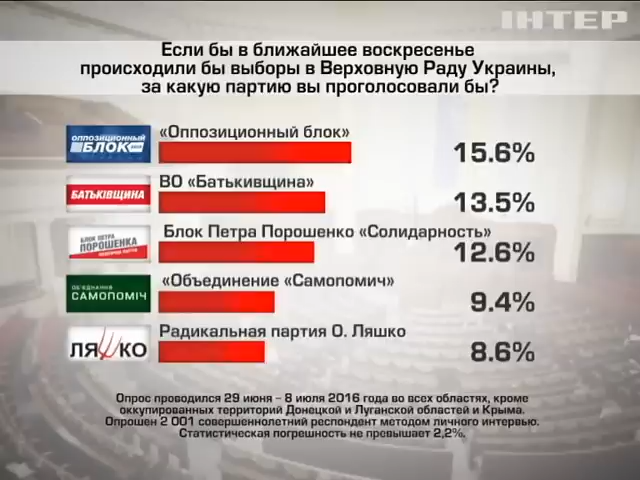 ІНТЕР
Если бы в ближайшее воскресенье
происходили бы выборы в Верховную Раду Украины,
за какую партию вы проголосовали бы?
ОППОЗИЦИОННЫЙ
БЛОК
«Оппозиционный блок»
15.6%
БАТЬКІВЩИНА
ВО «Батькивщина»
13.5%
БЛОК ПЕТРА
ПОРОШЕНКА
Блок Петра Порошенко «Солидарность»
12.6%
ОБ'ЄДНАННЯ
САМОПОМІЧ
«Объединение «Самопомич»
9.4%
ЛЯШКО
Радикальная партия О. Ляшко
8.6%
Опрос проводился 29 июня – 8 июля 2016 года во всех областях, кроме
оккупированных территорий Донецкой и Луганской областей и Крыма.
Опрошен 2 001 совершеннолетний респондент методом личного интервью.
Статистическая погрешность не превышает 2,2%.